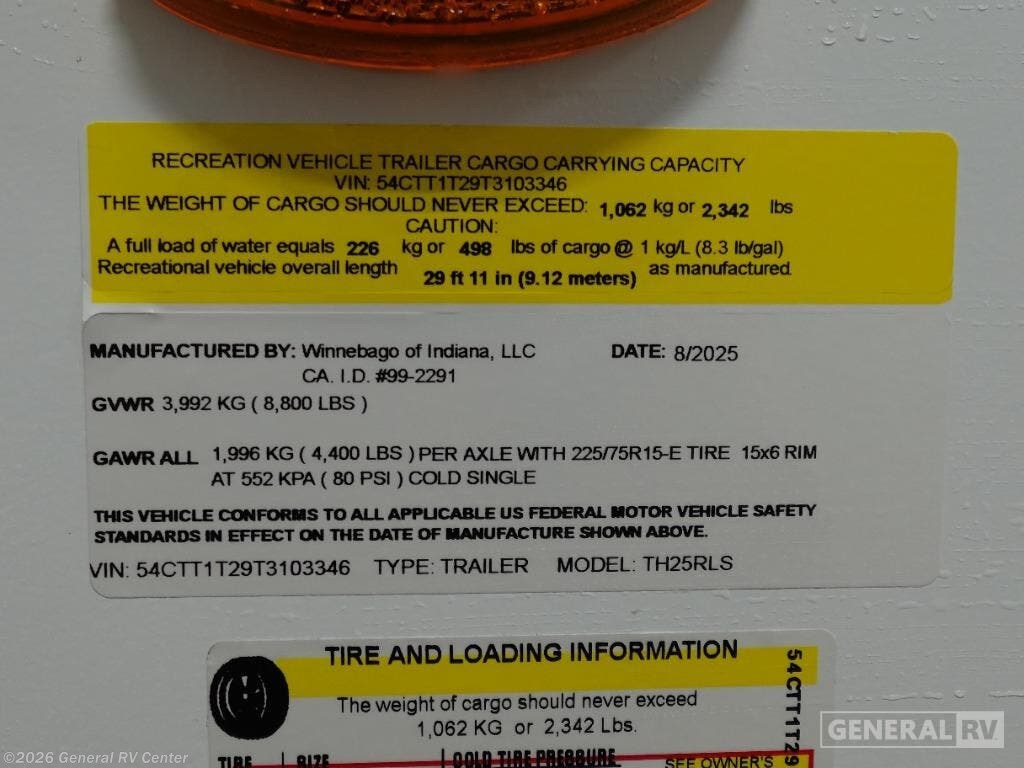 RECREATION VEHICLE TRAILER CARGO CARRYING CAPACITY
VIN: 54CTT1T29T3103346
THE WEIGHT OF CARGO SHOULD NEVER EXCEED: 1,062 kg or 2,342 lbs
CAUTION:
A full load of water equals 226 kg or 498 lbs of cargo @ 1 kg/L (8.3 lb/gal)
Recreational vehicle overall length 29 ft 11 in (9.12 meters) as manufactured.
MANUFACTURED BY: Winnebago of Indiana, LLC DATE: 8/2025
CA. I.D. #99-2291
GVWR 3,992 KG ( 8,800 LBS )
GAWR ALL 1,996 KG ( 4,400 LBS ) PER AXLE WITH 225/75R15-E TIRE 15x6 RIM
AT 552 KPA ( 80 PSI ) COLD SINGLE
THIS VEHICLE CONFORMS TO ALL APPLICABLE US FEDERAL MOTOR VEHICLE SAFETY
STANDARDS IN EFFECT ON THE DATE OF MANUFACTURE SHOWN ABOVE.
VIN: 54CTT1T29T3103346 TYPE: TRAILER MODEL: TH25RLS
TIRE AND LOADING INFORMATION
The weight of cargo should never exceed
1,062 KG or 2,342 Lbs.
TIRE SIZE COLD TIRE PRESSURE SEE OWNER'S
54CTT1T29
GENERAL RV
©2026 General RV Center